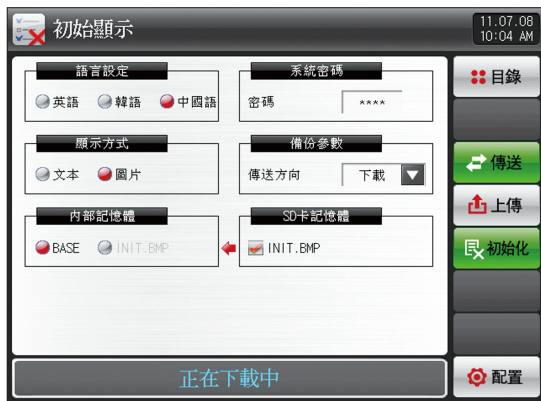 初始顯示
11.07.08
10:04 AM
語言設定
英語 韓語 中國語
系統密碼
密碼 ****
顯示方式
文本 圖片
備份參數
傳送方向 下載
内部記憶體
BASE INIT.BMP
SD卡記憶體
INIT.BMP
正在下載中
目錄
傳送
上傳
初始化
配置